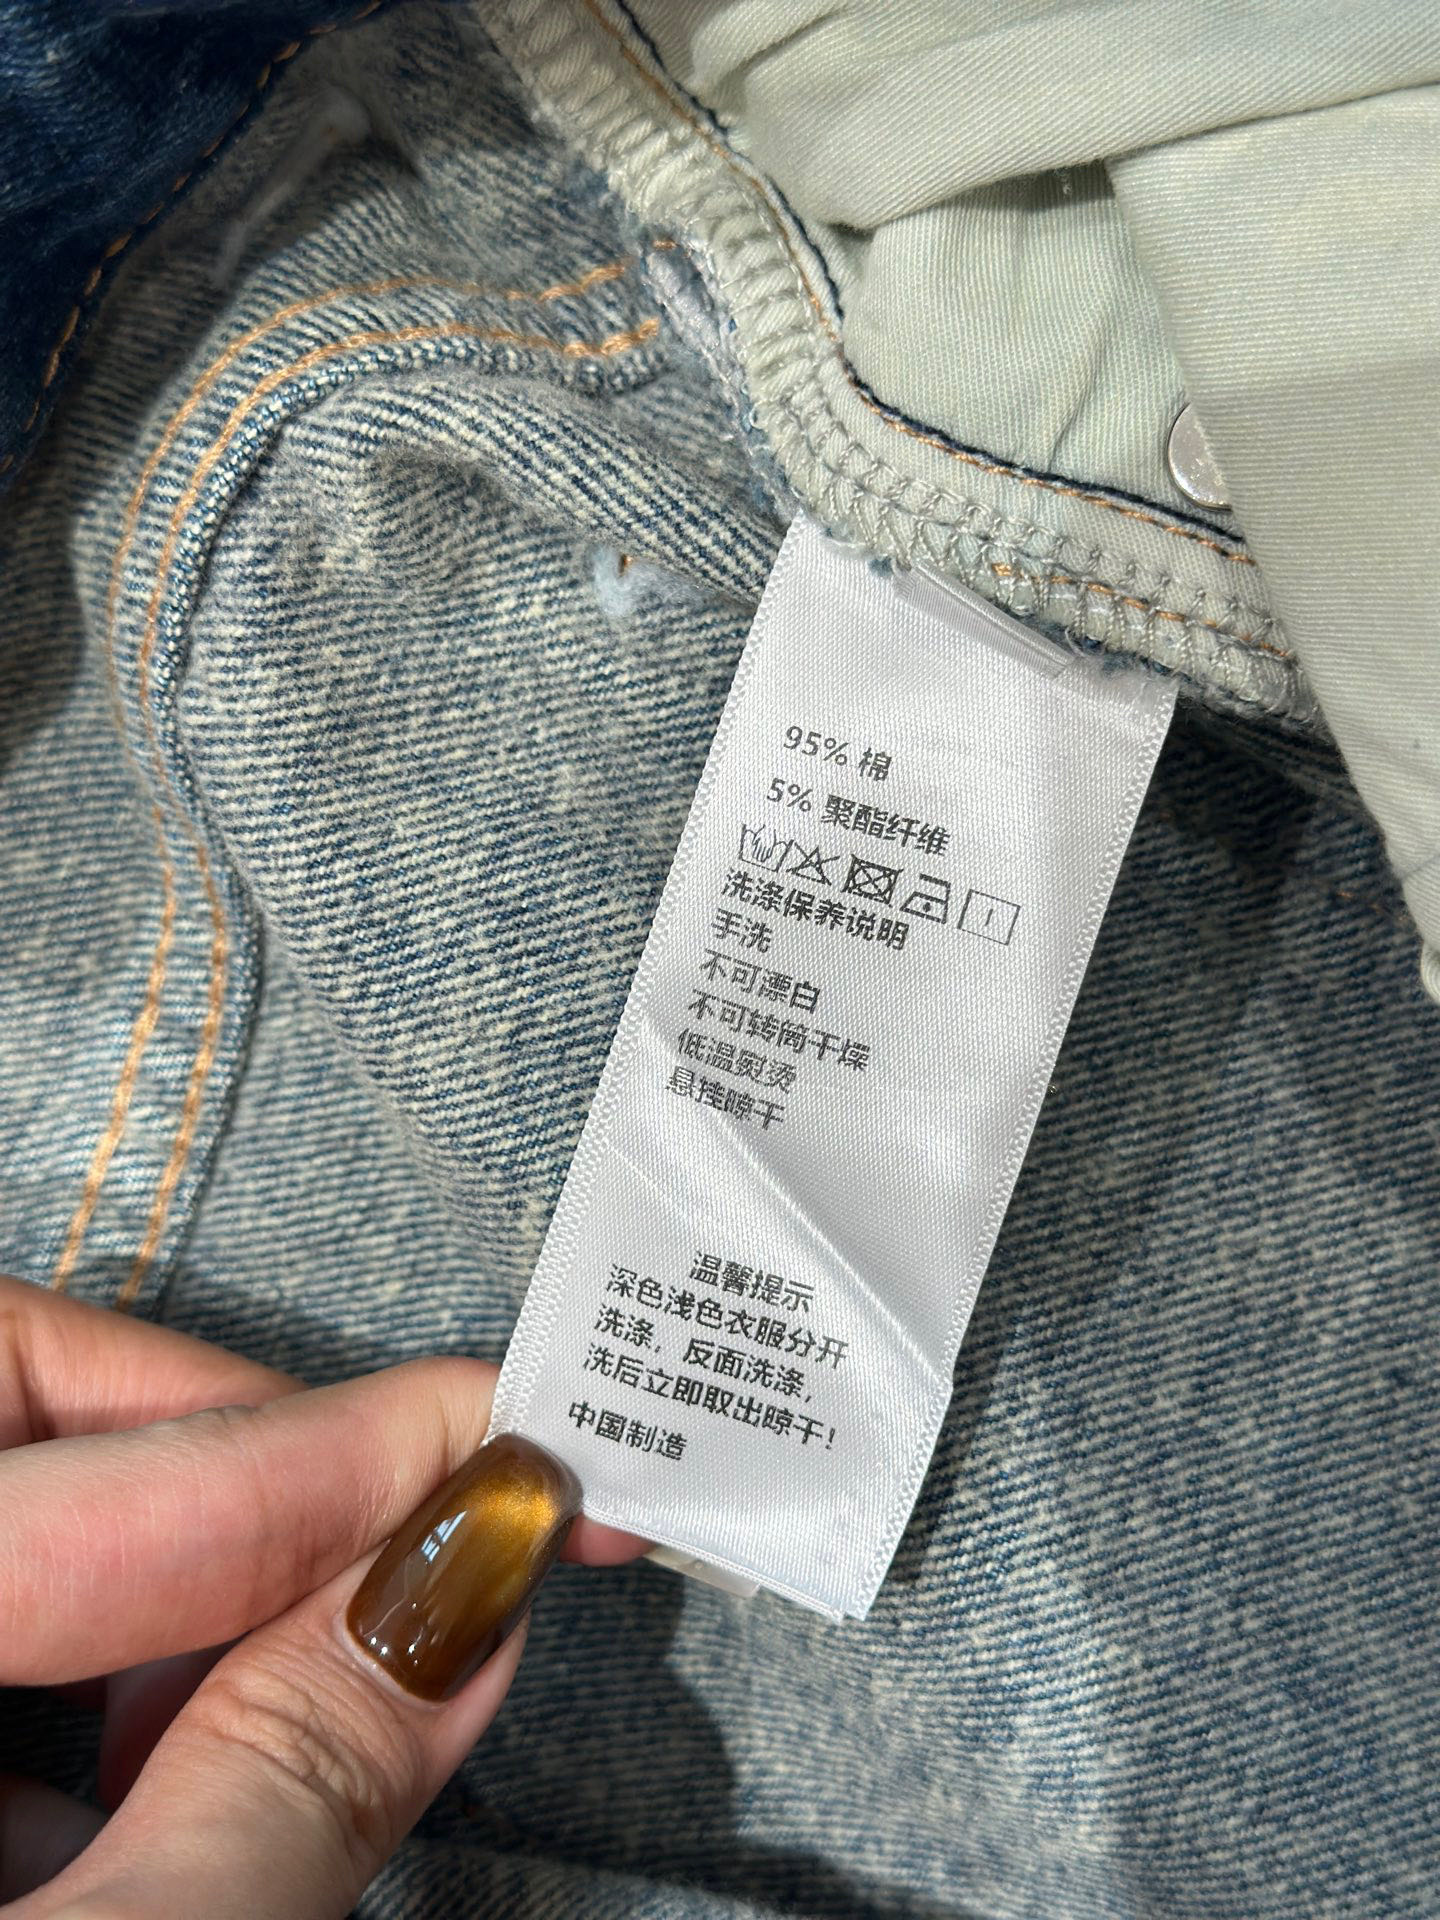 95% 棉
5% 聚酯纤维
洗涤保养说明
手洗
不可漂白
不可转筒干燥
低温熨烫
悬挂晾干
温馨提示
深色浅色衣服分开
洗涤，反面洗涤，
洗后立即取出晾干！
中国制造